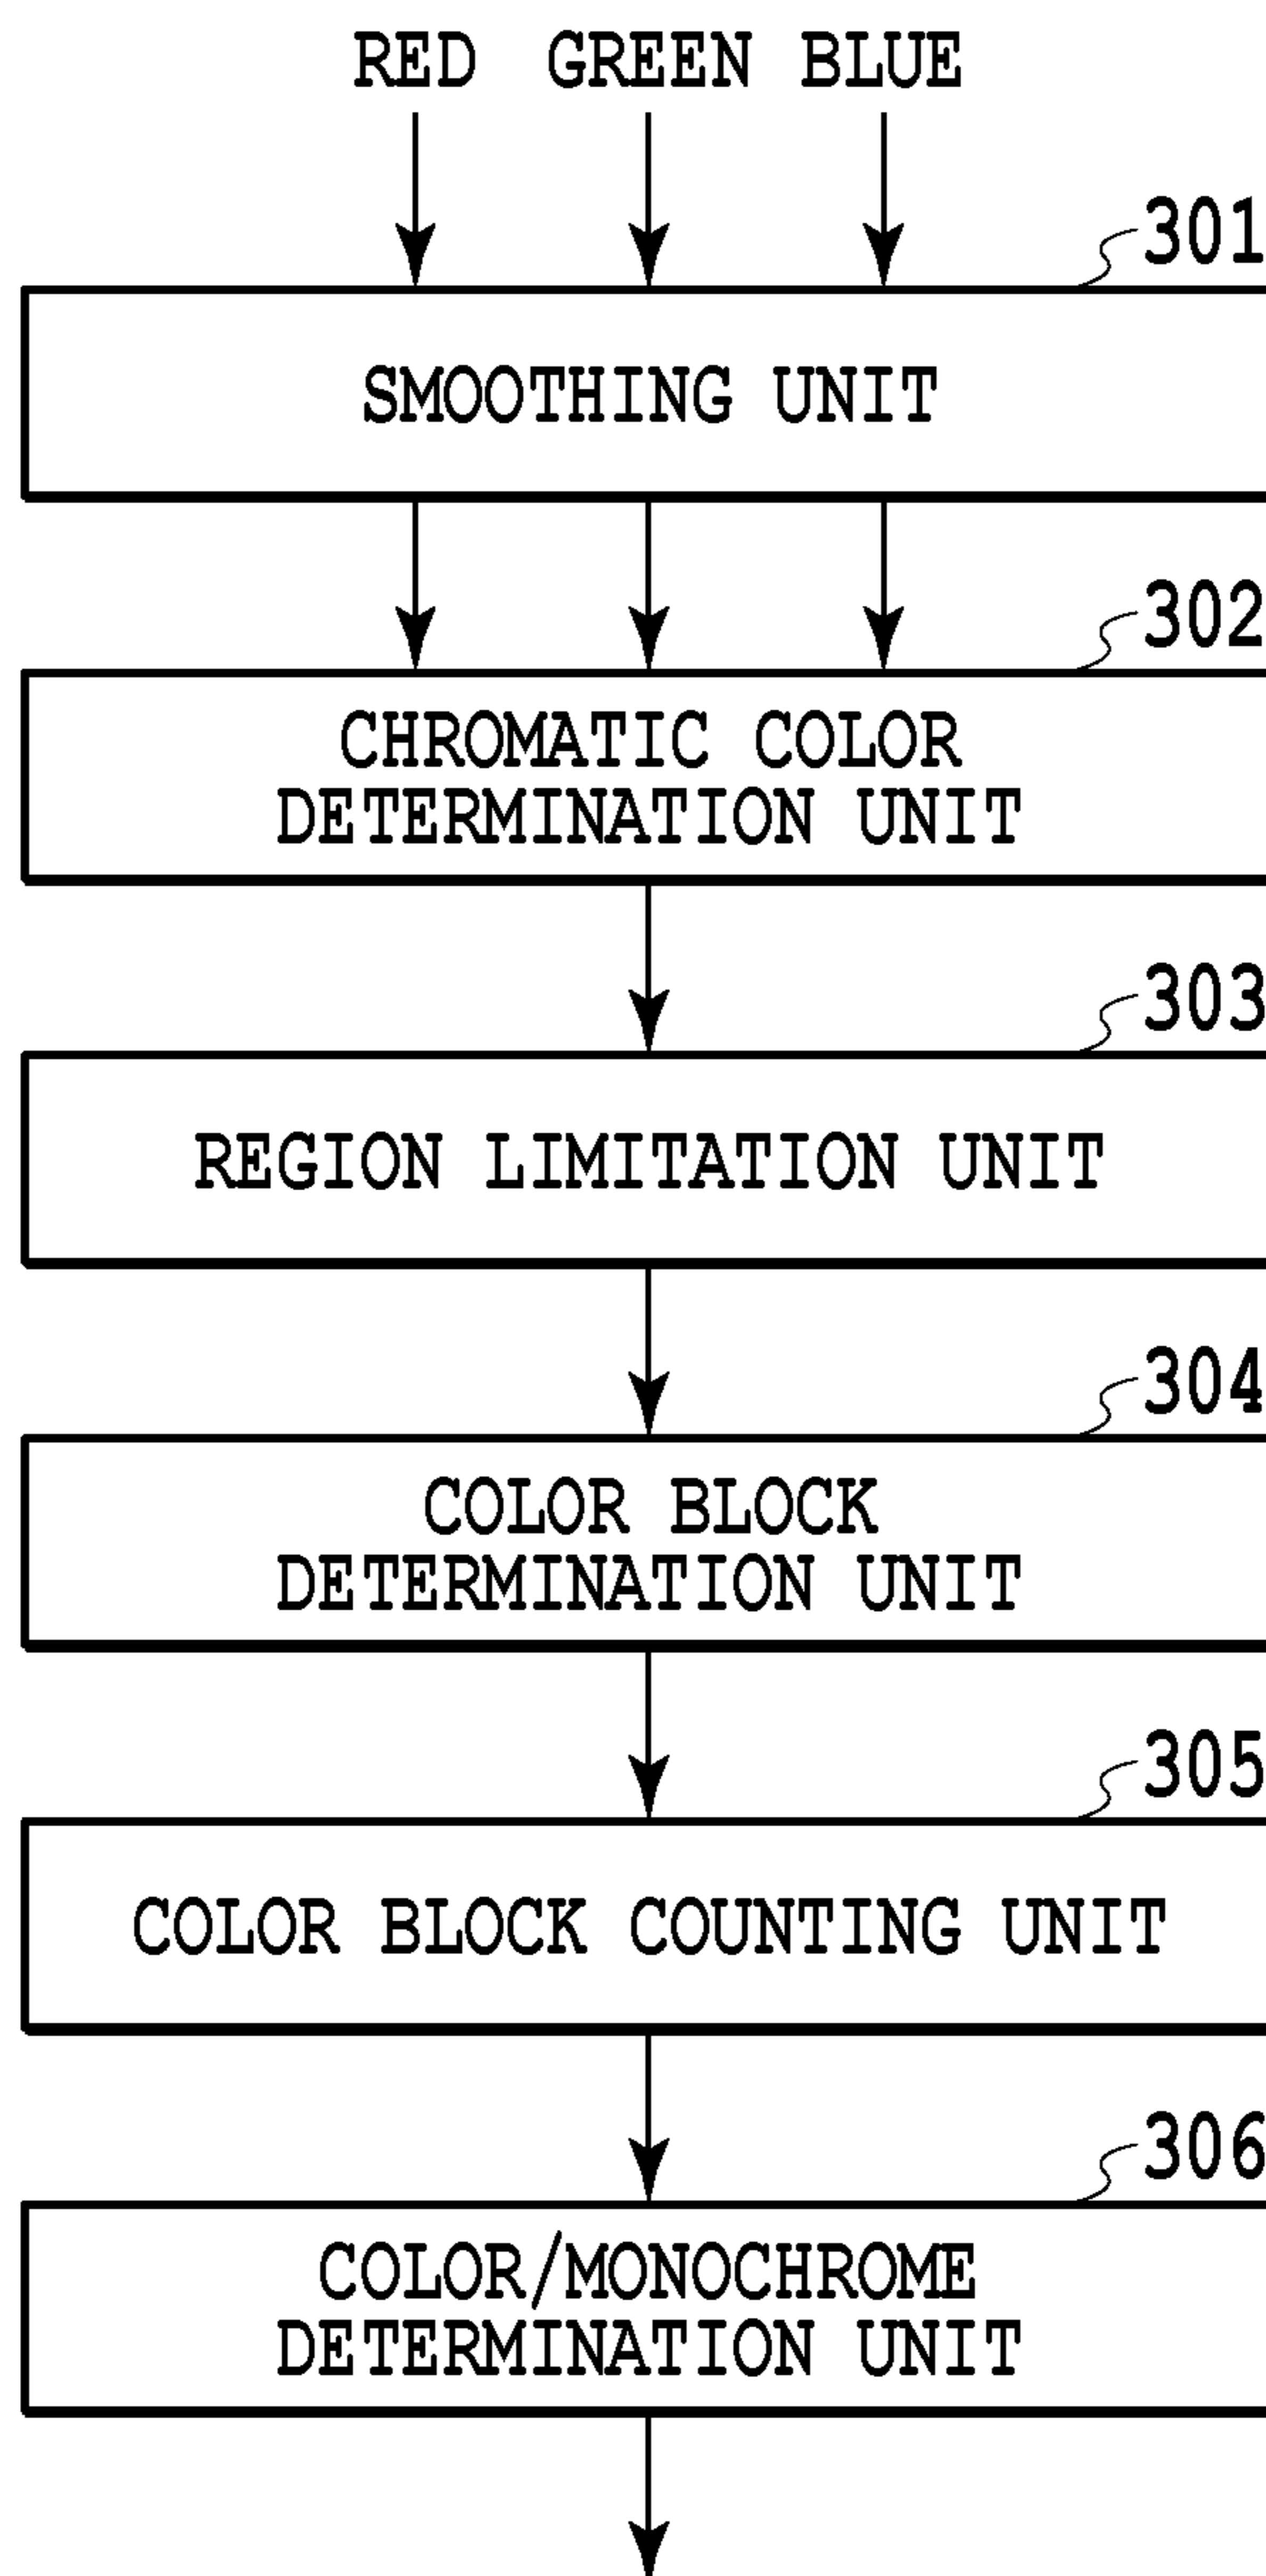 RED GREEN BLUE
301
SMOOTHING UNIT
302
CHROMATIC COLOR
DETERMINATION UNIT
303
REGION LIMITATION UNIT
304
COLOR BLOCK
DETERMINATION UNIT
305
COLOR BLOCK COUNTING UNIT
306
COLOR/MONOCHROME
DETERMINATION UNIT